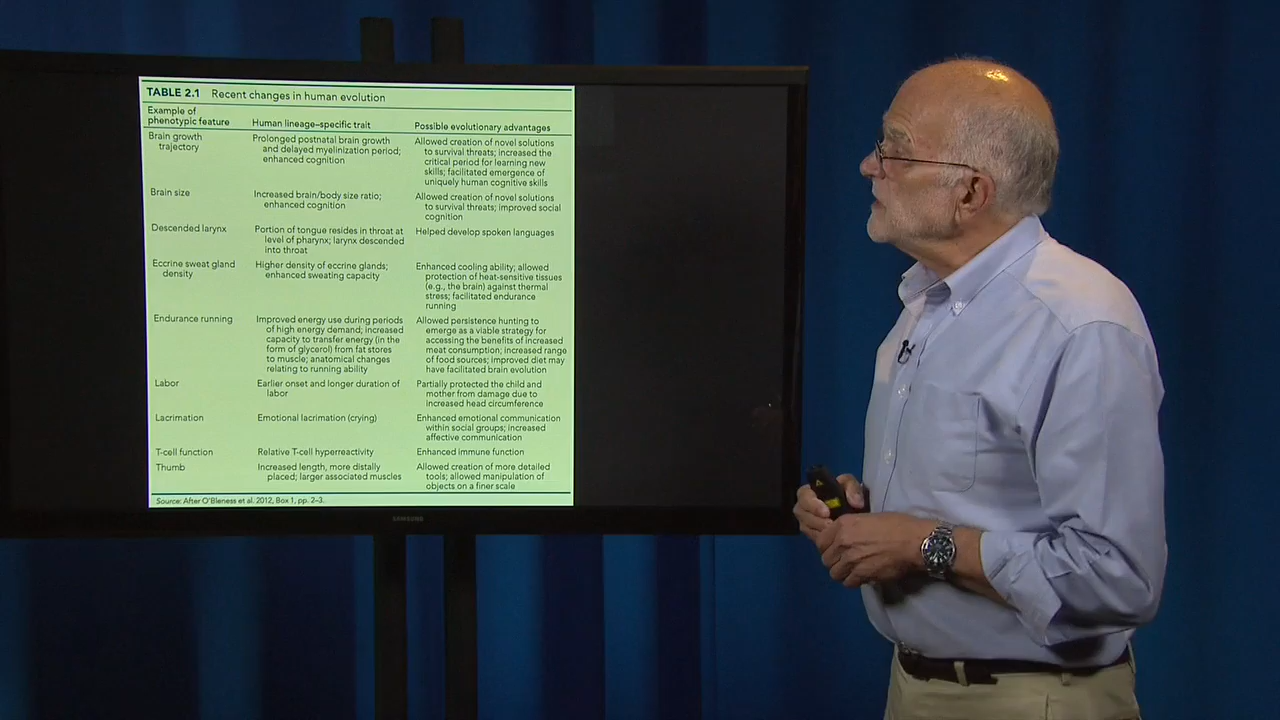 TABLE 2.1 Recent changes in human evolution
Example of
phenotypic feature
Human lineage–specific trait
Possible evolutionary advantages
Brain growth
trajectory
Prolonged postnatal brain growth
and delayed myelinization period;
enhanced cognition
Allowed creation of novel solutions
to survival threats; increased the
critical period for learning new
skills; facilitated emergence of
uniquely human cognitive skills
Brain size
Increased brain/body size ratio;
enhanced cognition
Allowed creation of novel solutions
to survival threats; improved social
cognition
Descended larynx
Portion of tongue resides in throat at
level of pharynx; larynx descended
into throat
Helped develop spoken languages
Eccrine sweat gland
density
Higher density of eccrine glands;
enhanced sweating capacity
Enhanced cooling ability; allowed
protection of heat-sensitive tissues
(e.g., the brain) against thermal
stress; facilitated endurance
running
Endurance running
Improved energy use during periods
of high energy demand; increased
capacity to transfer energy (in the
form of glycerol) from fat stores
to muscle; anatomical changes
relating to running ability
Allowed persistence hunting to
emerge as a viable strategy for
accessing the benefits of increased
meat consumption; increased range
of food sources; improved diet may
have facilitated brain evolution
Labor
Earlier onset and longer duration of
labor
Partially protected the child and
mother from damage due to
increased head circumference
Lacrimation
Emotional lacrimation (crying)
Enhanced emotional communication
within social groups; increased
affective communication
T-cell function
Relative T-cell hyperreactivity
Enhanced immune function
Thumb
Increased length, more distally
placed; larger associated muscles
Allowed creation of more detailed
tools; allowed manipulation of
objects on a finer scale
Source: After O'Bleness et al. 2012, Box 1, pp. 2–3.
SAMSUNG